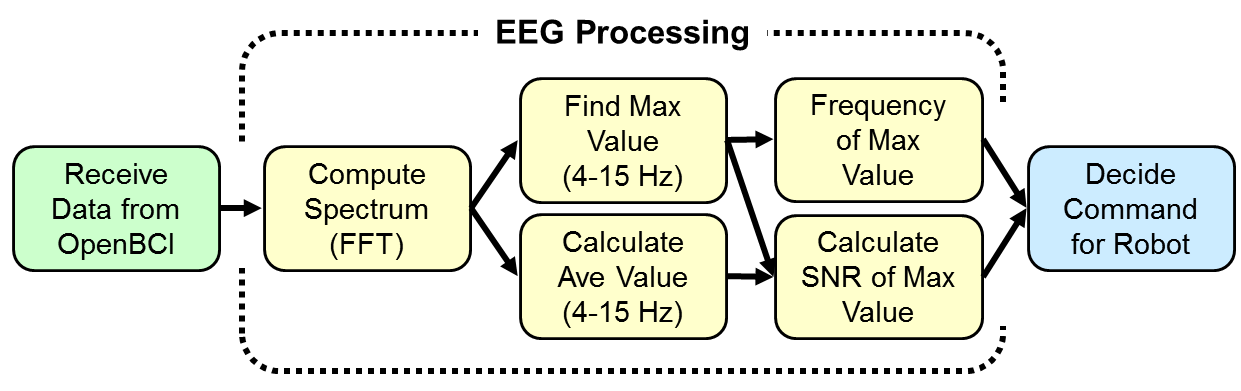 EEG Processing
Receive
Data from
OpenBCI
Compute
Spectrum
(FFT)
Find Max
Value
(4-15 Hz)
Calculate
Ave Value
(4-15 Hz)
Frequency
of Max
Value
Calculate
SNR of Max
Value
Decide
Command
for Robot